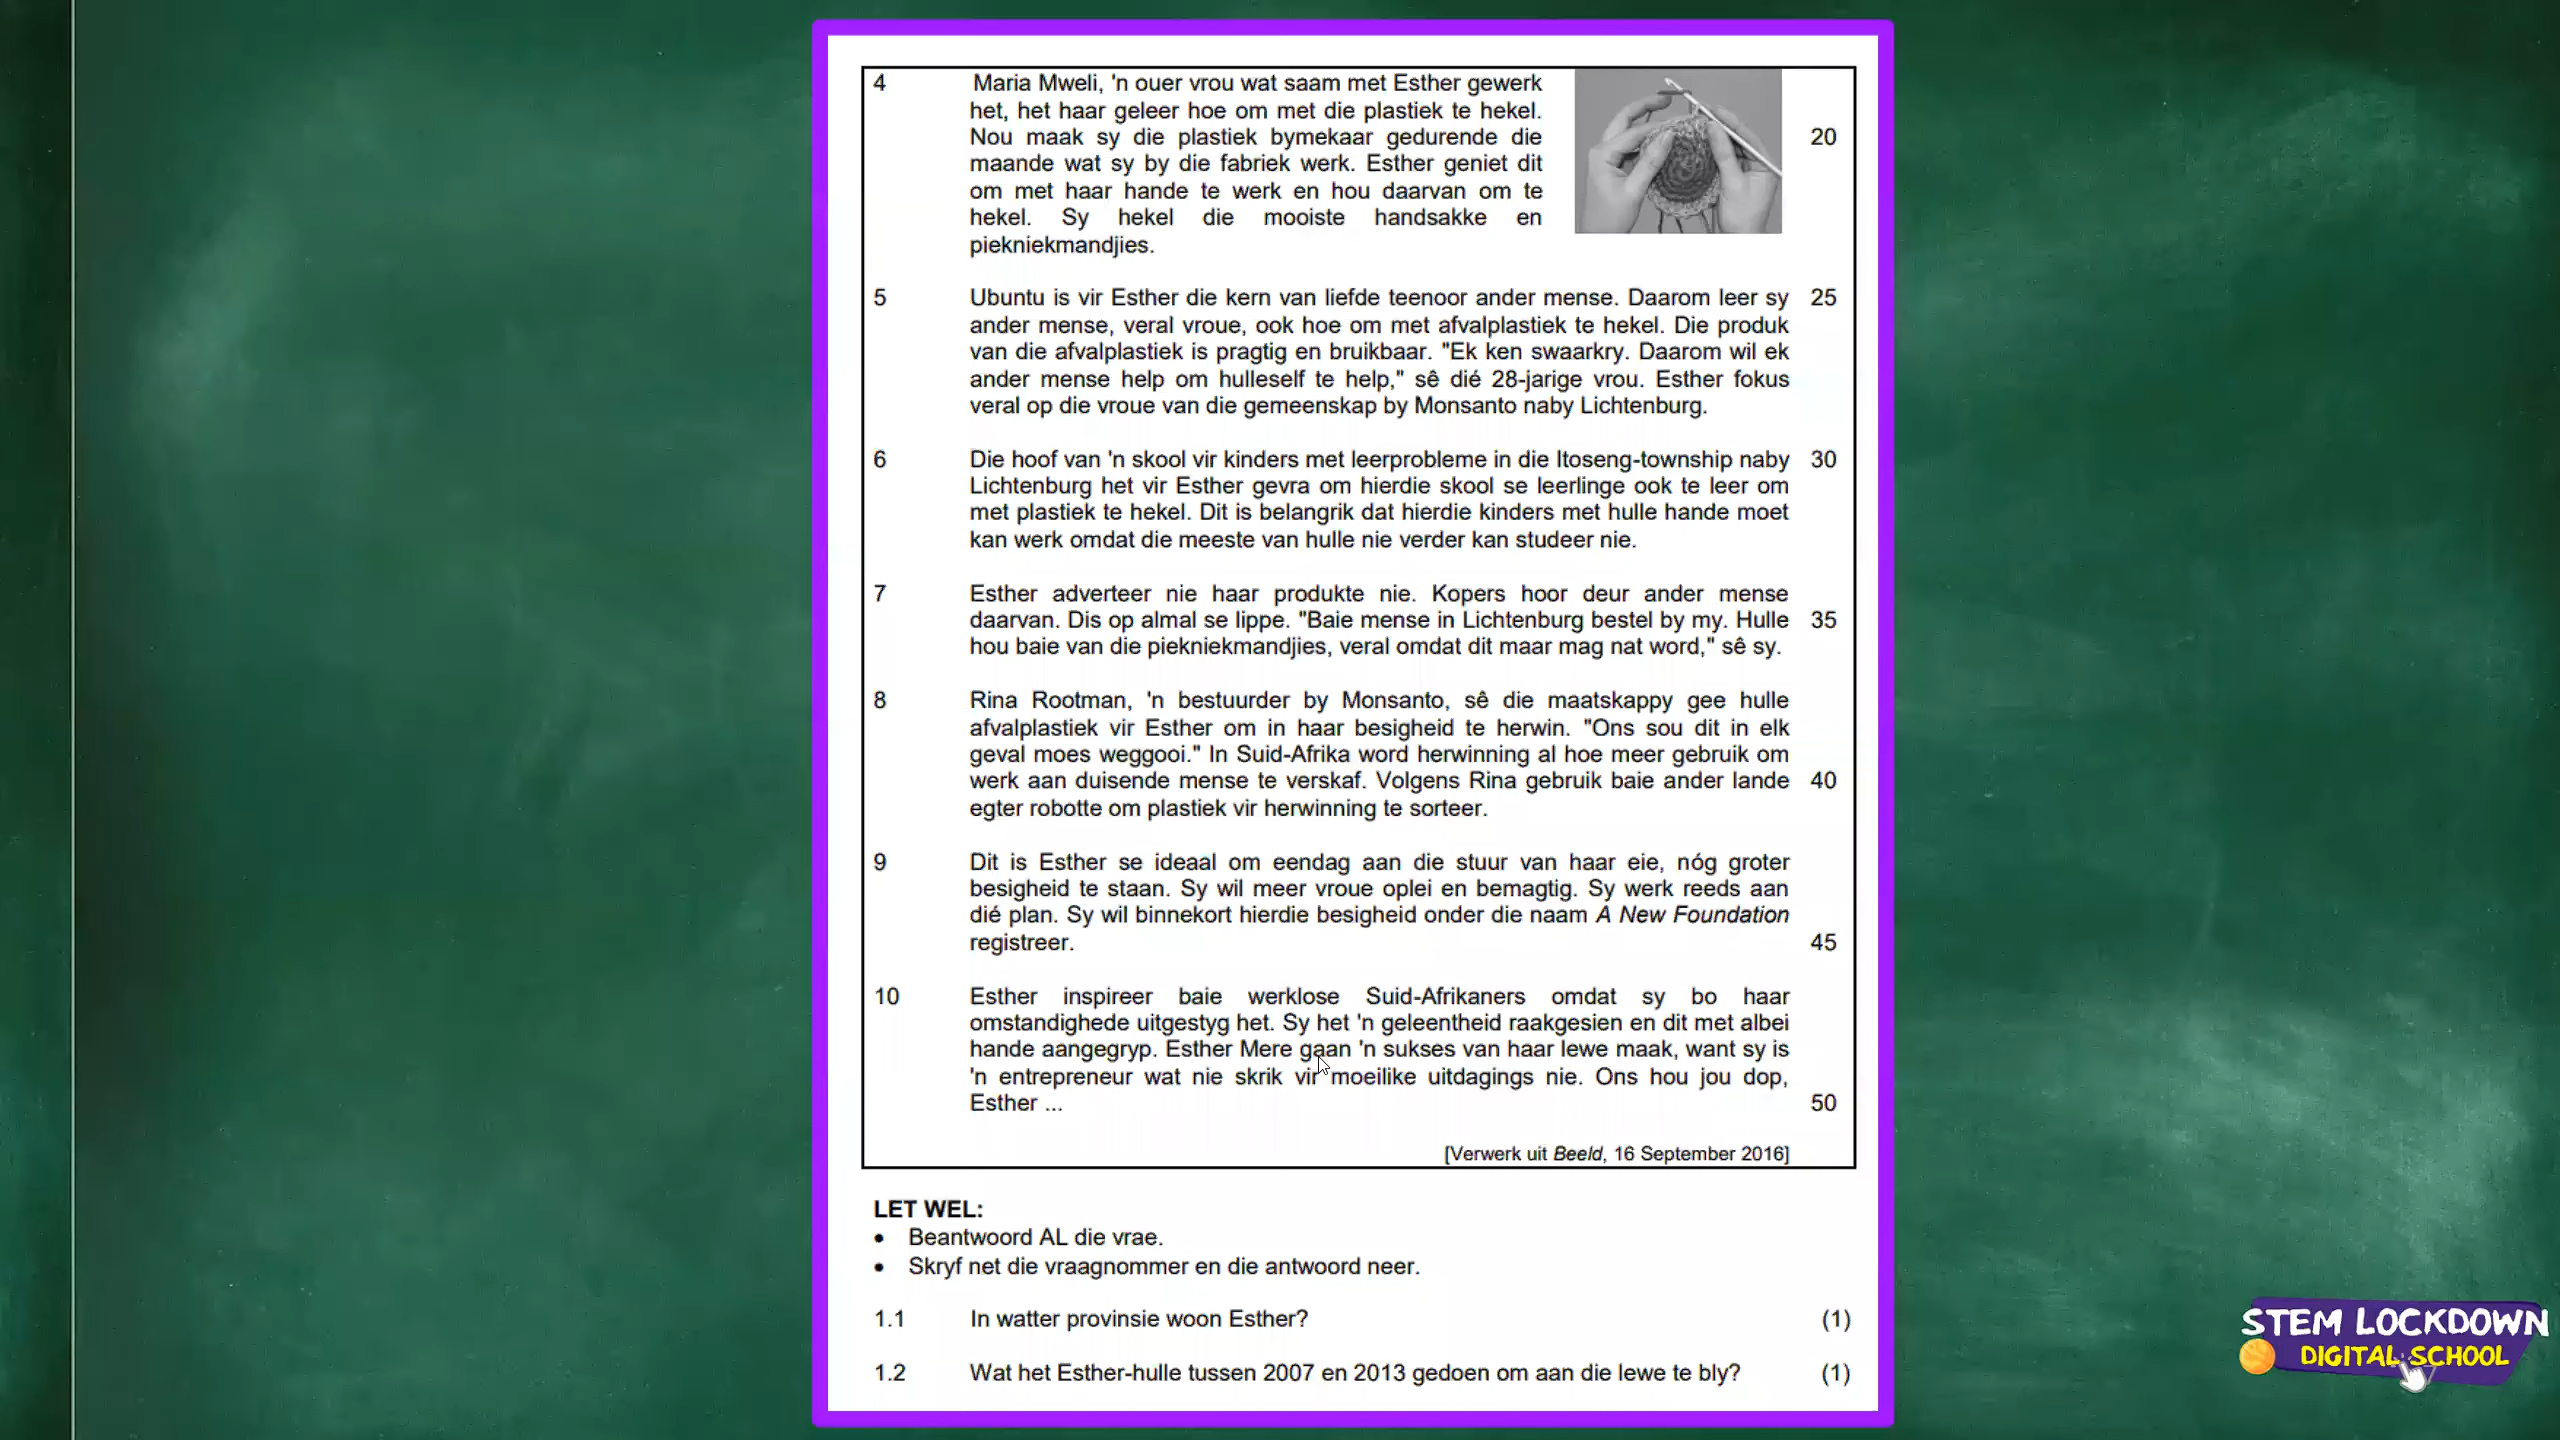 4 Maria Mweli, 'n ouer vrou wat saam met Esther gewerk
het, het haar geleer hoe om met die plastiek te hekel.
Nou maak sy die plastiek bymekaar gedurende die 20
maande wat sy by die fabriek werk. Esther geniet dit
om met haar hande te werk en hou daarvan om te
hekel. Sy hekel die mooiste handsakke en
piekniekmandjies.
5 Ubuntu is vir Esther die kern van liefde teenoor ander mense. Daarom leer sy 25
ander mense, veral vroue, ook hoe om met afvalplastiek te hekel. Die produk
van die afvalplastiek is pragtig en bruikbaar. "Ek ken swaarkry. Daarom wil ek
ander mense help om hulleself te help," sê dié 28-jarige vrou. Esther fokus
veral op die vroue van die gemeenskap by Monsanto naby Lichtenburg.
6 Die hoof van 'n skool vir kinders met leerprobleme in die Itoseng-township naby 30
Lichtenburg het vir Esther gevra om hierdie skool se leerlinge ook te leer om
met plastiek te hekel. Dit is belangrik dat hierdie kinders met hulle hande moet
kan werk omdat die meeste van hulle nie verder kan studeer nie.
7 Esther adverteer nie haar produkte nie. Kopers hoor deur ander mense
daarvan. Dis op almal se lippe. "Baie mense in Lichtenburg bestel by my. Hulle 35
hou baie van die piekniekmandjies, veral omdat dit maar mag nat word," sê sy.
8 Rina Rootman, 'n bestuurder by Monsanto, sê die maatskappy gee hulle
afvalplastiek vir Esther om in haar besigheid te herwin. "Ons sou dit in elk
geval moes weggooi." In Suid-Afrika word herwinning al hoe meer gebruik om
werk aan duisende mense te verskaf. Volgens Rina gebruik baie ander lande 40
egter robotte om plastiek vir herwinning te sorteer.
9 Dit is Esther se ideaal om eendag aan die stuur van haar eie, nóg groter
besigheid te staan. Sy wil meer vroue oplei en bemagtig. Sy werk reeds aan
dié plan. Sy wil binnekort hierdie besigheid onder die naam A New Foundation
registreer. 45
10 Esther inspireer baie werklose Suid-Afrikaners omdat sy bo haar
omstandighede uitgestyg het. Sy het 'n geleentheid raakgesien en dit met albei
hande aangegryp. Esther Mere gaan 'n sukses van haar lewe maak, want sy is
'n entrepreneur wat nie skrik vir moeilike uitdagings nie. Ons hou jou dop,
Esther ... 50
[Verwerk uit Beeld, 16 September 2016]
LET WEL:
• Beantwoord AL die vrae.
• Skryf net die vraagnommer en die antwoord neer.
1.1 In watter provinsie woon Esther? (1)
1.2 Wat het Esther-hulle tussen 2007 en 2013 gedoen om aan die lewe te bly? (1)
STEM LOCKDOWN
DIGITAL SCHOOL